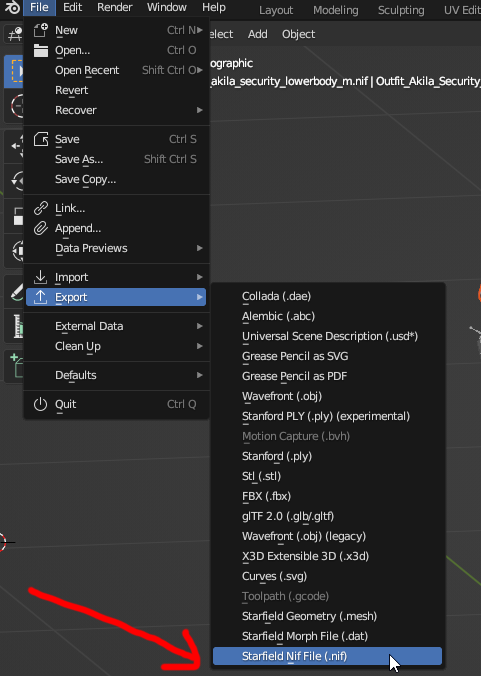 File Edit Render Window Help Layout Modeling Sculpting UV Edit
New Ctrl N
elect Add Object
Open... Ctrl O
ographic
Open Recent Shift Ctrl O
akila_security_lowerbody_m.nif | Outfit_Akila_Security_
Revert
Recover
Save Ctrl S
Save As... Shift Ctrl S
Save Copy...
Link...
Append...
Data Previews
Import
Export
External Data
Clean Up
Defaults
Quit Ctrl Q
Collada (.dae)
Alembic (.abc)
Universal Scene Description (.usd*)
Grease Pencil as SVG
Grease Pencil as PDF
Wavefront (.obj)
Stanford PLY (.ply) (experimental)
Motion Capture (.bvh)
Stanford (.ply)
Stl (.stl)
FBX (.fbx)
glTF 2.0 (.glb/.gltf)
Wavefront (.obj) (legacy)
X3D Extensible 3D (.x3d)
Curves (.svg)
Toolpath (.gcode)
Starfield Geometry (.mesh)
Starfield Morph File (.dat)
Starfield Nif File (.nif)